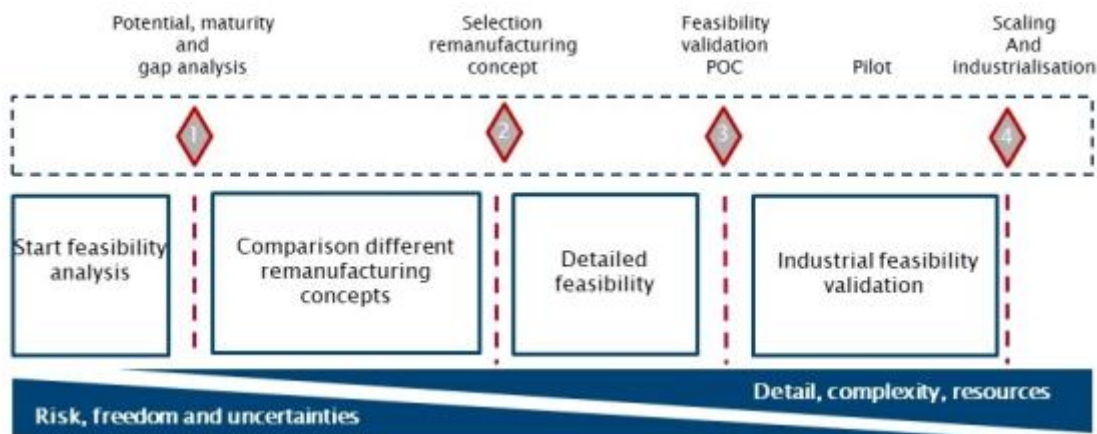 Potential, maturity
and
gap analysis
Selection
remanufacturing
concept
Feasibility
validation
POC
Pilot
Scaling
And
industrialisation
1
2
3
4
Start feasibility
analysis
Comparison different
remanufacturing
concepts
Detailed
feasibility
Industrial feasibility
validation
Detail, complexity, resources
Risk, freedom and uncertainties